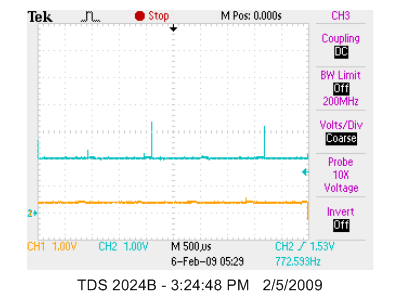 Tek Stop M Pos: 0.000s CH3
Coupling
DC
BW Limit
Off
200MHz
Volts/Div
Coarse
Probe
10X
Voltage
Invert
Off
2
CH1 1.00V CH2 1.00V M 500µs CH2 / 1.53V
6-Feb-09 05:29 772.593Hz
TDS 2024B - 3:24:48 PM 2/5/2009